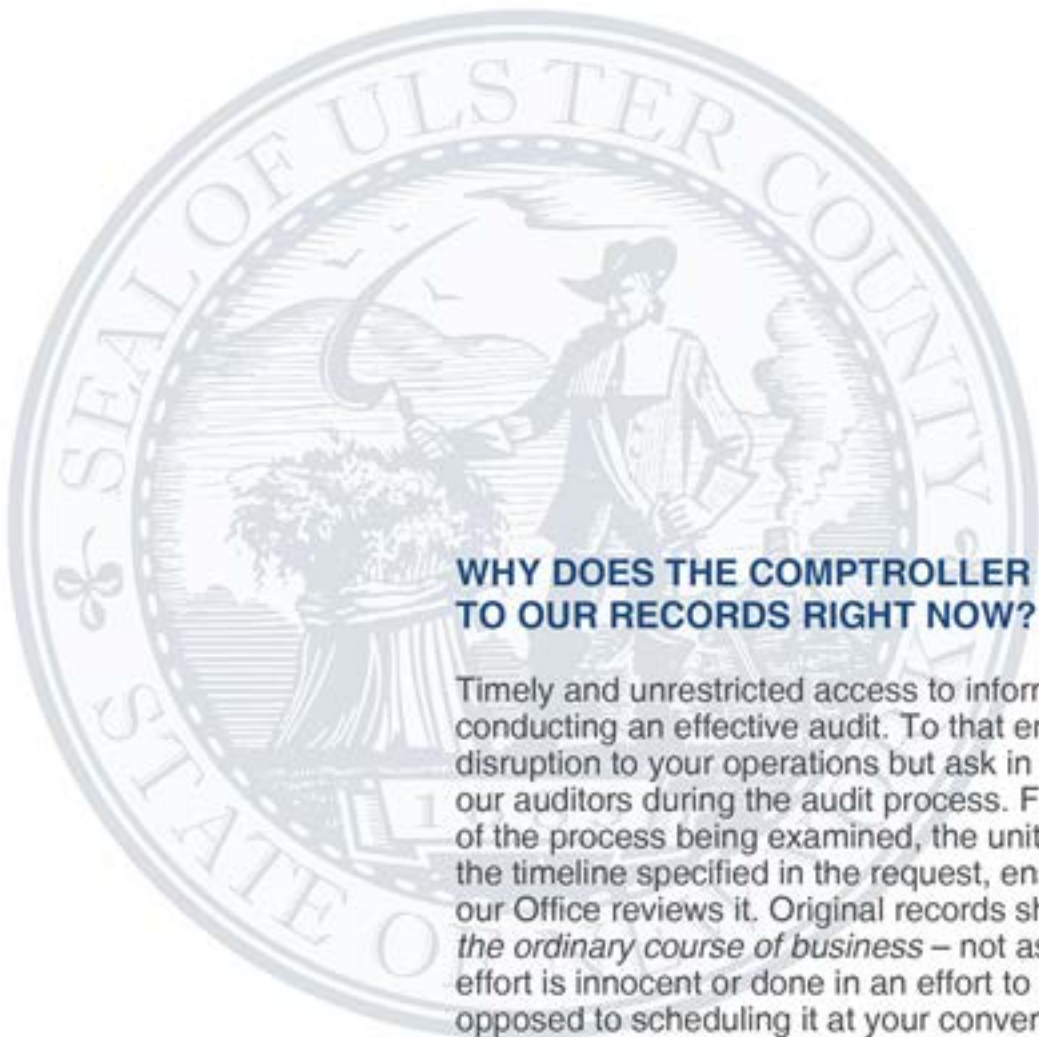 SEAL OF ULSTER COUNTY
STATE O
WHY DOES THE COMPTROLLER
TO OUR RECORDS RIGHT NOW?
Timely and unrestricted access to inform
conducting an effective audit. To that en
disruption to your operations but ask in
our auditors during the audit process. F
of the process being examined, the unit
the timeline specified in the request, en
our Office reviews it. Original records sh
the ordinary course of business – not as
effort is innocent or done in an effort to
opposed to scheduling it at your conver